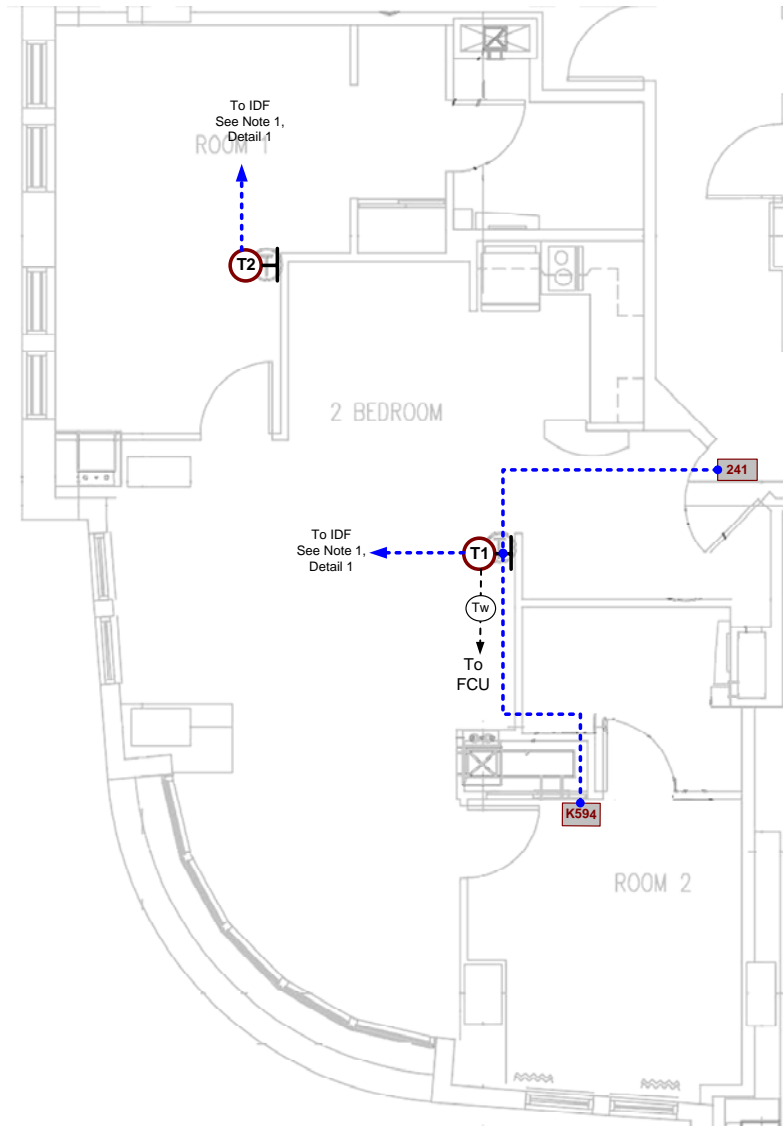 To IDF
See Note 1,
Detail 1
ROOM 1
T2
2 BEDROOM
241
To IDF
See Note 1,
Detail 1
T1
Tw
To
FCU
K594
ROOM 2